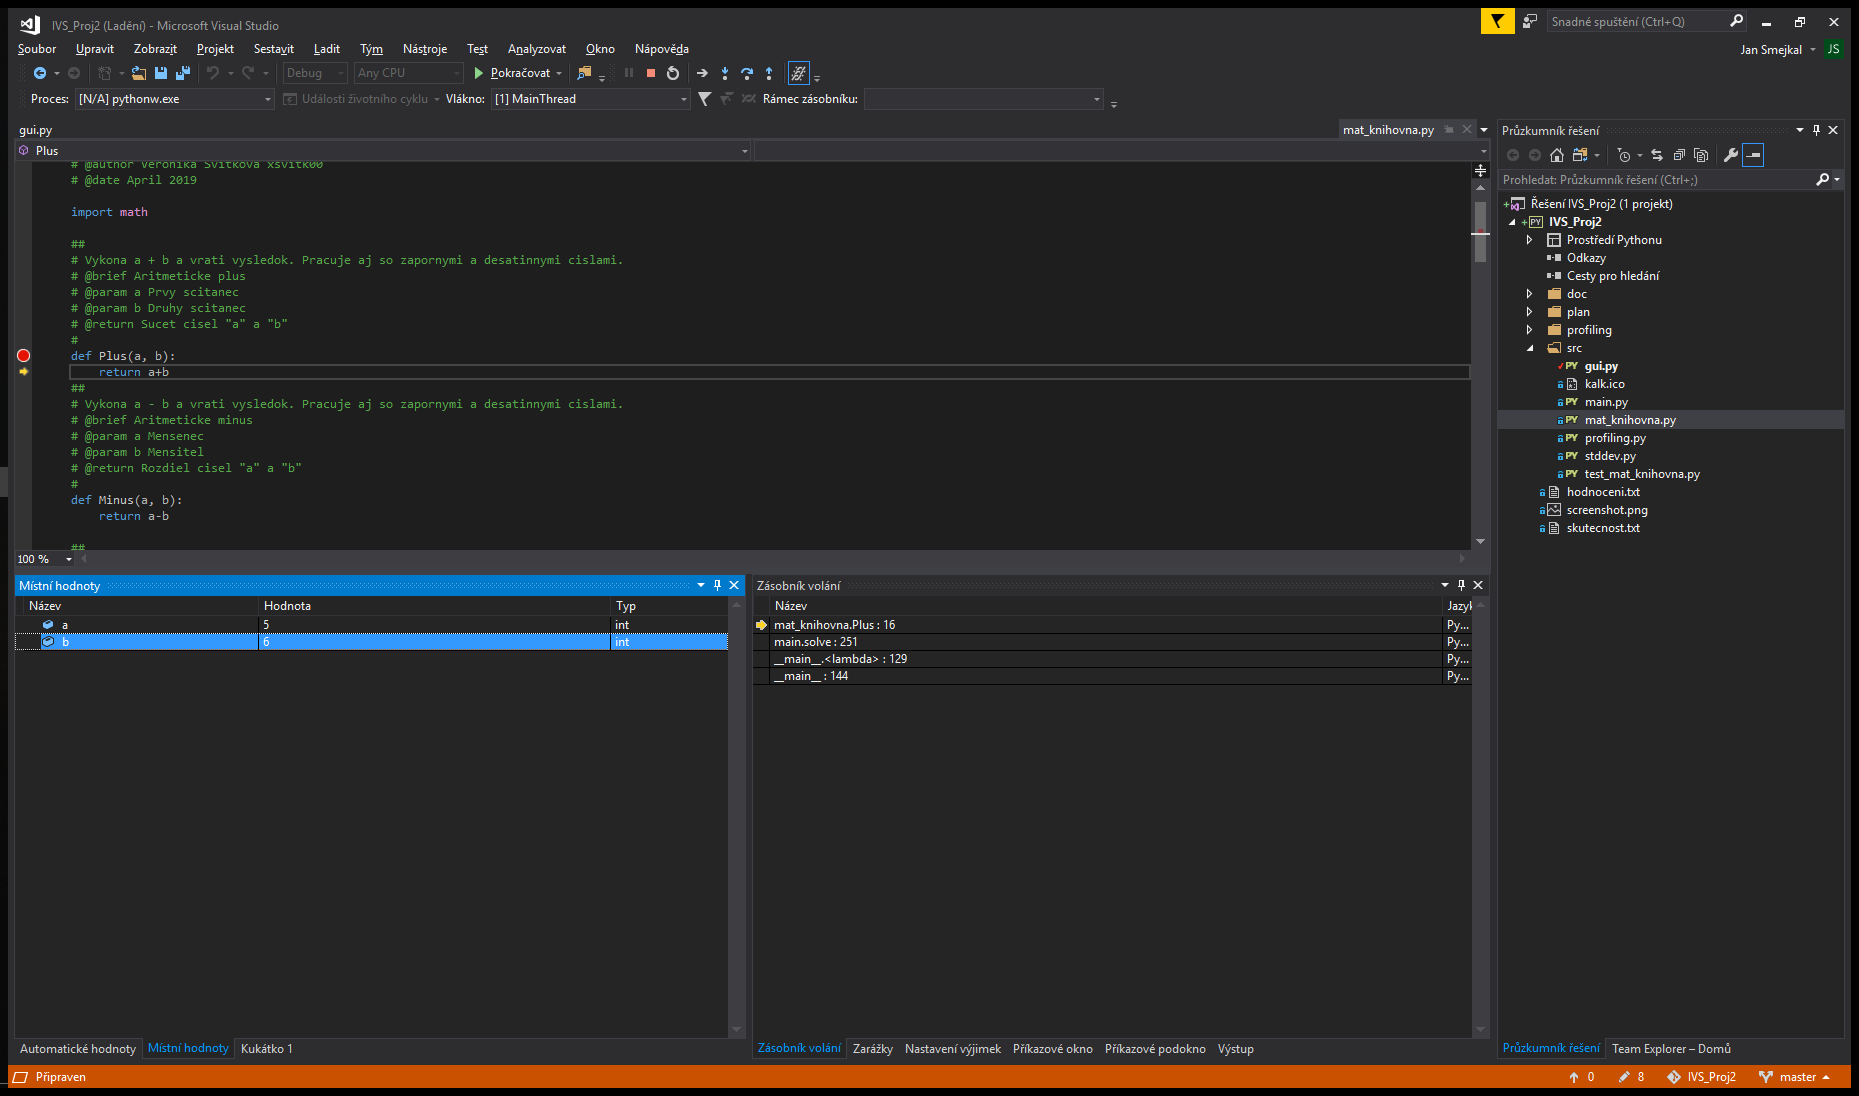 IVS_Proj2 (Ladění) - Microsoft Visual Studio
Snadné spuštění (Ctrl+Q)
Soubor Upravit Zobrazit Projekt Sestavit Ladit Tým Nástroje Test Analyzovat Okno Nápověda
Jan Smejkal JS
Debug Any CPU Pokračovat
Proces: [N/A] pythonw.exe Události životního cyklu Vlákno: [1] MainThread Rámec zásobníku:
gui.py
mat_knihovna.py
Plus
# @author Veronika Svitkova xsvitk00
# @date April 2019
import math
##
# Vykona a + b a vrati vysledok. Pracuje aj so zapornymi a desatinnymi cislami.
# @brief Aritmeticke plus
# @param a Prvy scitanec
# @param b Druhy scitanec
# @return Sucet cisel "a" a "b"
#
def Plus(a, b):
return a+b
##
# Vykona a - b a vrati vysledok. Pracuje aj so zapornymi a desatinnymi cislami.
# @brief Aritmeticke minus
# @param a Mensenec
# @param b Mensitel
# @return Rozdiel cisel "a" a "b"
#
def Minus(a, b):
return a-b
##
100 %
Místní hodnoty
Název Hodnota Typ
a 5 int
b 6 int
Automatické hodnoty Místní hodnoty Kukátko 1
Zásobník volání
Název Jazyk
mat_knihovna.Plus : 16 Py...
main.solve : 251 Py...
__main__.<lambda> : 129 Py...
__main__ : 144 Py...
Zásobník volání Zarážky Nastavení výjimek Příkazové okno Příkazové podokno Výstup
Průzkumník řešení
Prohledat: Průzkumník řešení (Ctrl+;)
Řešení IVS_Proj2 (1 projekt)
PY IVS_Proj2
Prostředí Pythonu
Odkazy
Cesty pro hledání
doc
plan
profiling
src
PY gui.py
kalk.ico
PY main.py
PY mat_knihovna.py
PY profiling.py
PY stddev.py
PY test_mat_knihovna.py
hodnoceni.txt
screenshot.png
skutecnost.txt
Průzkumník řešení Team Explorer – Domů
Připraven
0 8 IVS_Proj2 master